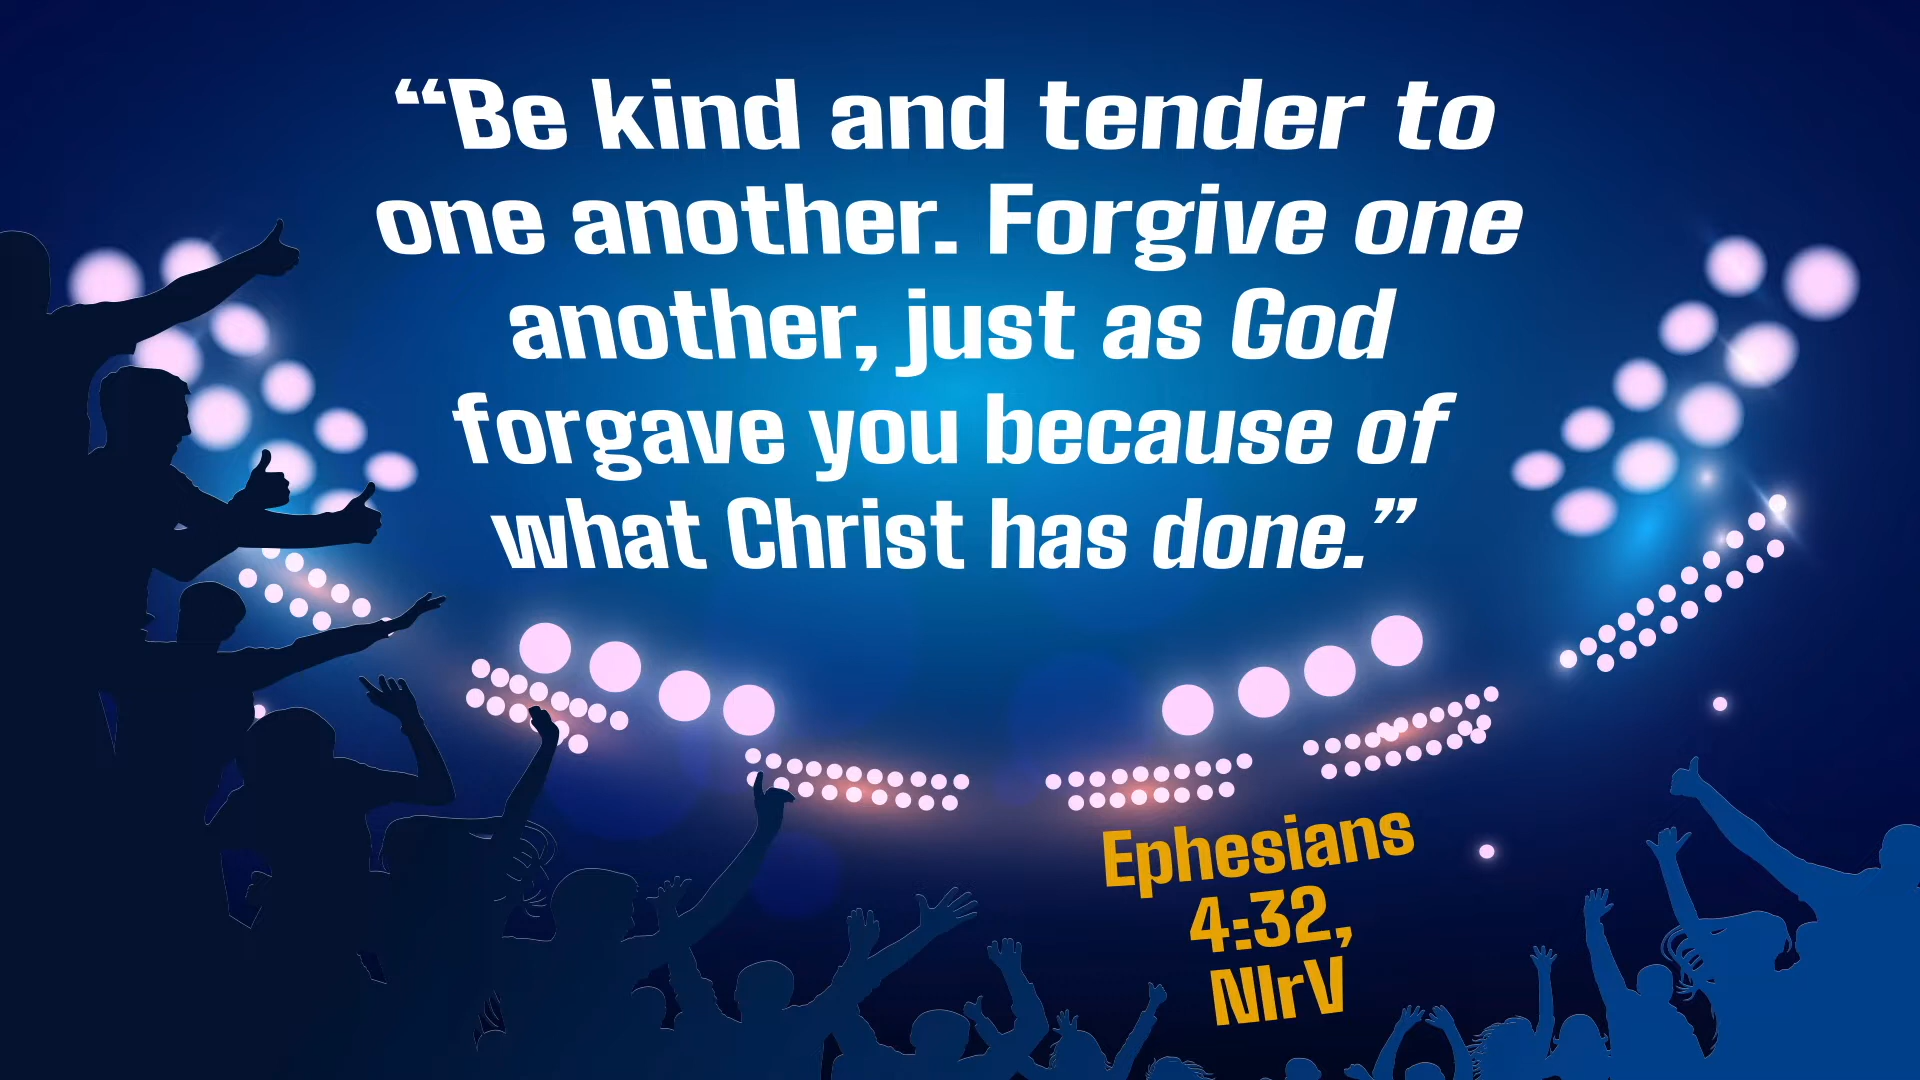 “Be kind and tender to
one another. Forgive one
another, just as God
forgave you because of
what Christ has done.”
Ephesians
4:32,
NIrV